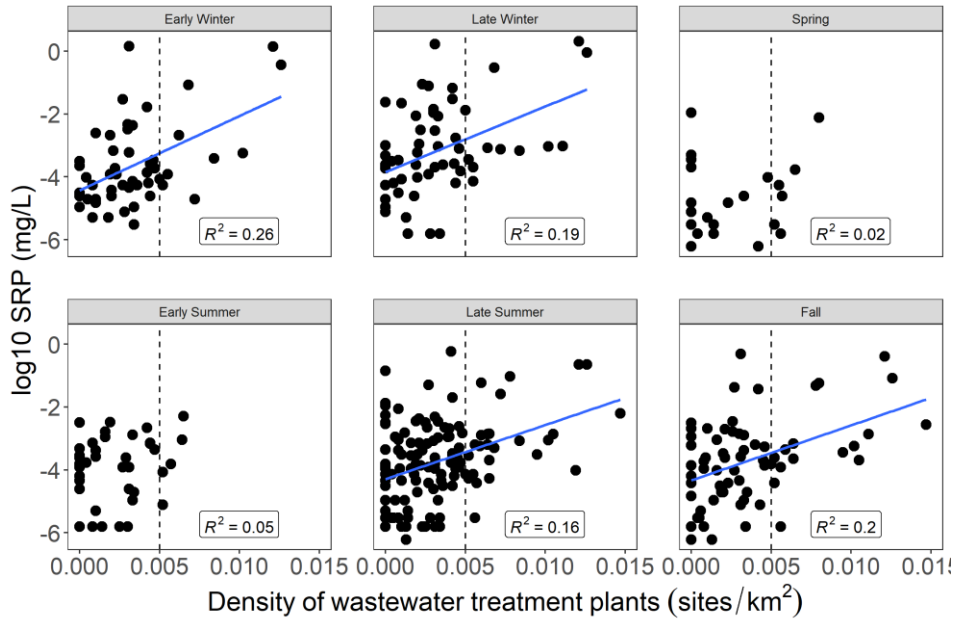 Early Winter
Late Winter
Spring
0
-2
-4
-6
R² = 0.26
R² = 0.19
R² = 0.02
log10 SRP (mg/L)
Early Summer
Late Summer
Fall
0
-2
-4
-6
R² = 0.05
R² = 0.16
R² = 0.2
0.000 0.005 0.010 0.015 0.000 0.005 0.010 0.015 0.000 0.005 0.010 0.015
Density of wastewater treatment plants (sites/km²)